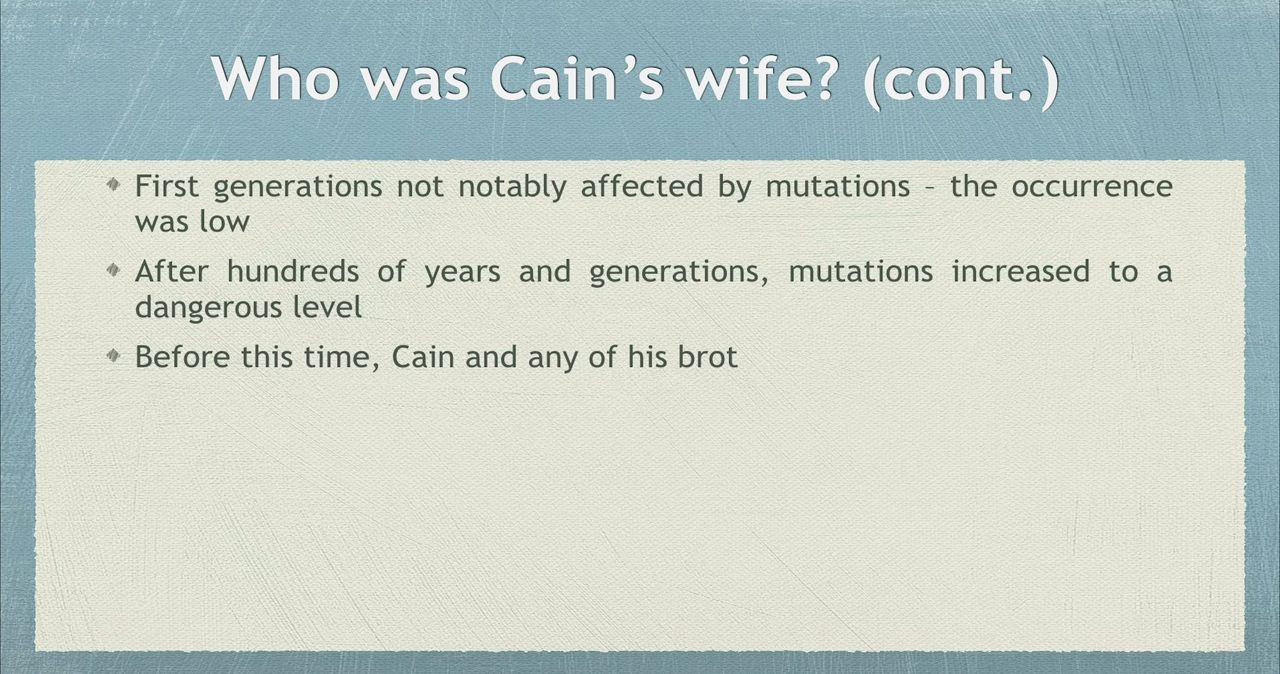 Who was Cain’s wife? (cont.)
First generations not notably affected by mutations – the occurrence
was low
After hundreds of years and generations, mutations increased to a
dangerous level
Before this time, Cain and any of his brot